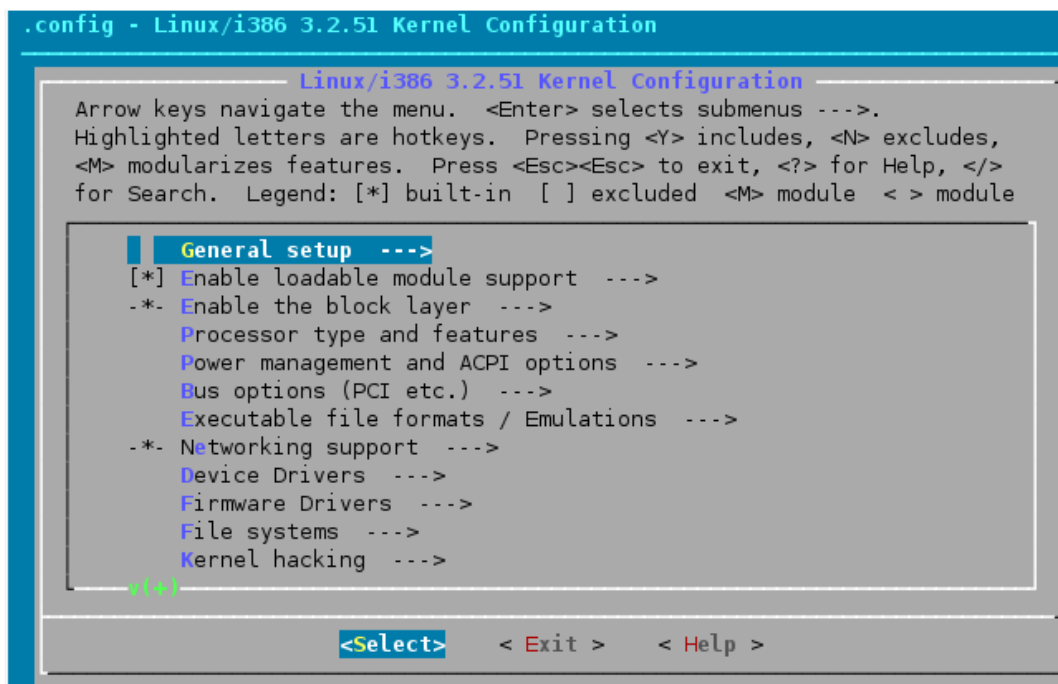 .config - Linux/i386 3.2.51 Kernel Configuration
Linux/i386 3.2.51 Kernel Configuration
Arrow keys navigate the menu.  <Enter> selects submenus --->.
Highlighted letters are hotkeys.  Pressing <Y> includes, <N> excludes,
<M> modularizes features.  Press <Esc><Esc> to exit, <?> for Help, </>
for Search.  Legend: [*] built-in  [ ] excluded  <M> module  < > module
General setup  --->
[*] Enable loadable module support  --->
-*- Enable the block layer  --->
Processor type and features  --->
Power management and ACPI options  --->
Bus options (PCI etc.)  --->
Executable file formats / Emulations  --->
-*- Networking support  --->
Device Drivers  --->
Firmware Drivers  --->
File systems  --->
Kernel hacking  --->
v(+)
<Select>    < Exit >    < Help >